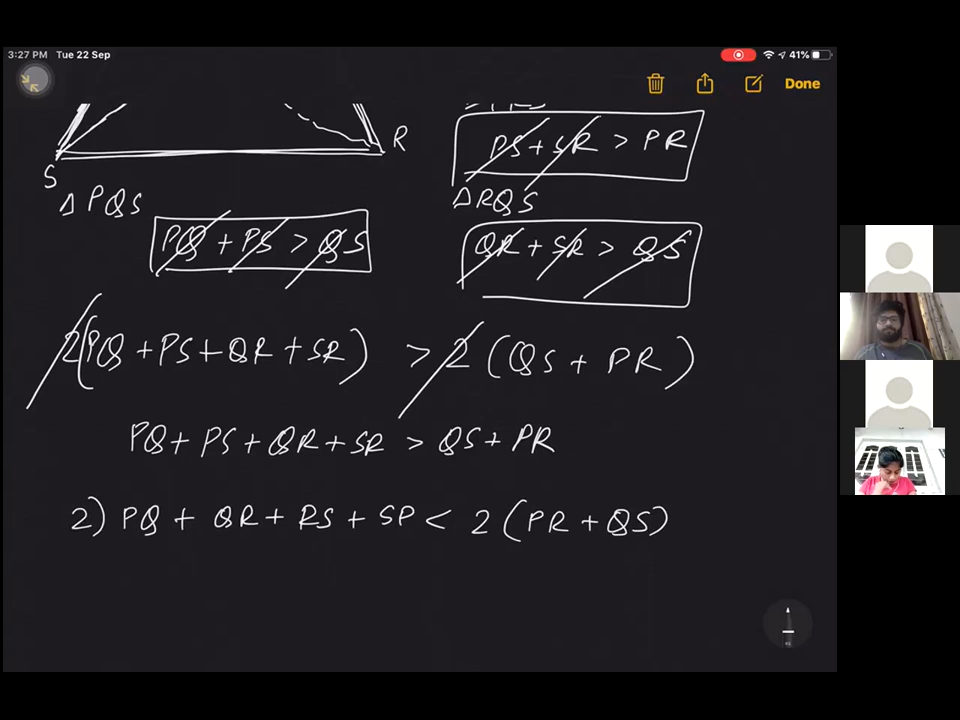 3:27 PM Tue 22 Sep
41%
Done
R
PS + SR > PR
S
Δ PQS
Δ RQS
PQ + PS > QS
QR + SR > QS
2(PQ + PS + QR + SR) > 2 (QS + PR)
PQ + PS + QR + SR > QS + PR
2) PQ + QR + RS + SP < 2 (PR + QS)